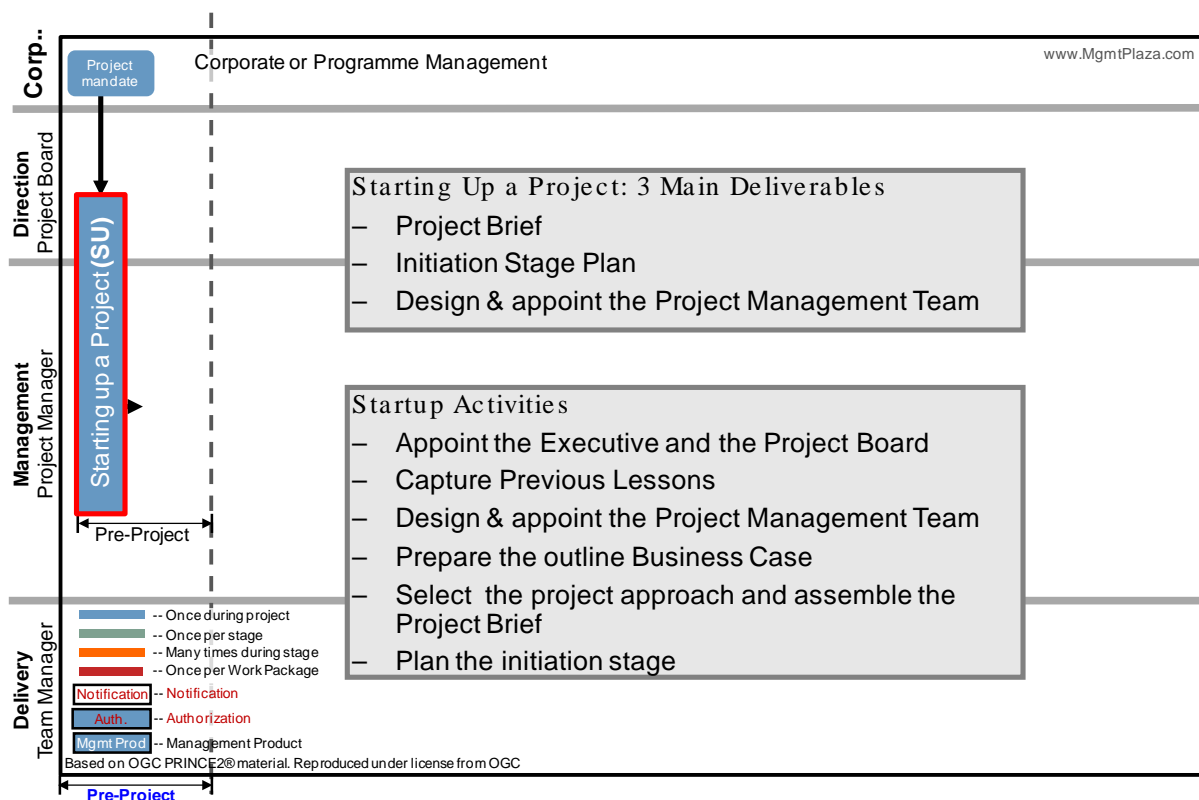 Corp..
Project
mandate
Corporate or Programme Management
www.MgmtPlaza.com
Direction
Project Board
Starting up a Project (SU)
Management
Project Manager
Pre-Project
Starting Up a Project: 3 Main Deliverables
– Project Brief
– Initiation Stage Plan
– Design & appoint the Project Management Team
Startup Activities
– Appoint the Executive and the Project Board
– Capture Previous Lessons
– Design & appoint the Project Management Team
– Prepare the outline Business Case
– Select the project approach and assemble the
Project Brief
– Plan the initiation stage
Delivery
Team Manager
-- Once during project
-- Once per stage
-- Many times during stage
-- Once per Work Package
Notification -- Notification
Auth. -- Authorization
Mgmt Prod -- Management Product
Based on OGC PRINCE2® material. Reproduced under license from OGC
Pre-Project